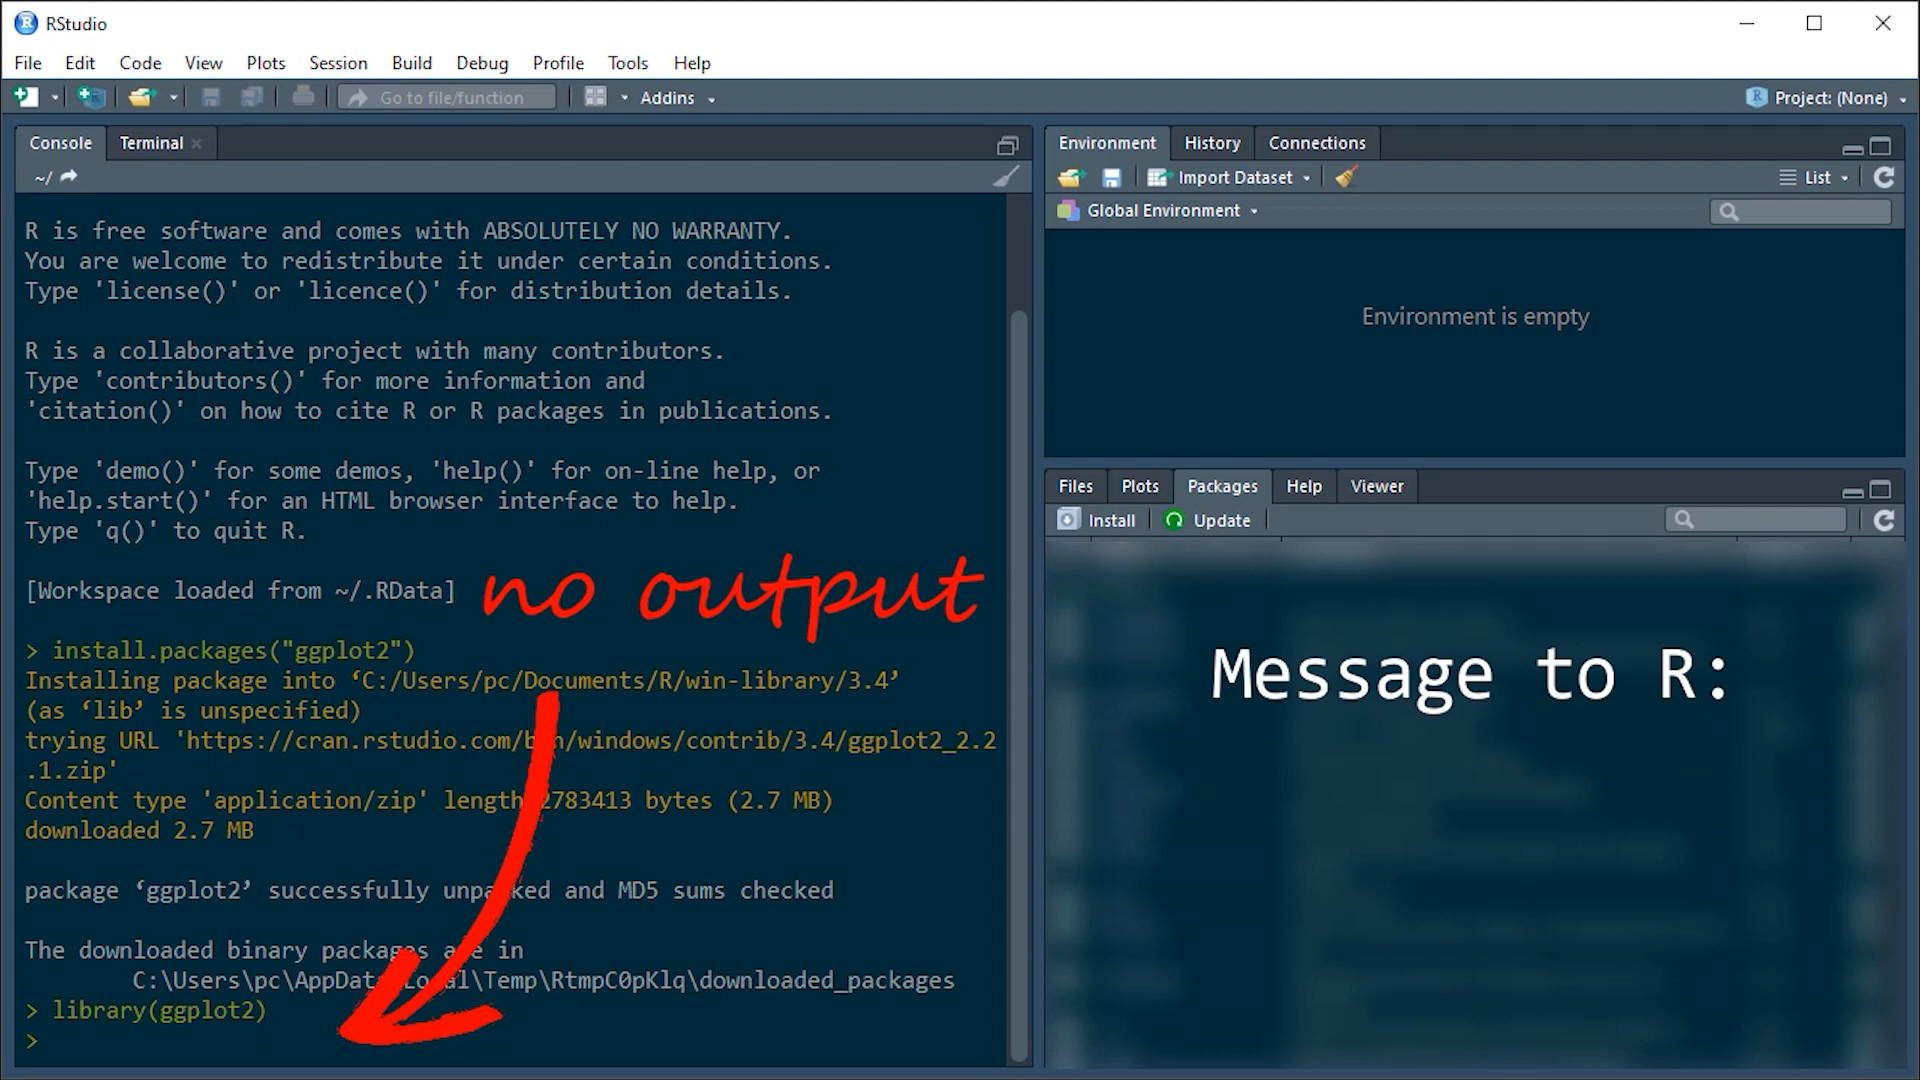 RStudio
File Edit Code View Plots Session Build Debug Profile Tools Help
Go to file/function Addins Project: (None)
Console Terminal
~/
R is free software and comes with ABSOLUTELY NO WARRANTY.
You are welcome to redistribute it under certain conditions.
Type 'license()' or 'licence()' for distribution details.
R is a collaborative project with many contributors.
Type 'contributors()' for more information and
'citation()' on how to cite R or R packages in publications.
Type 'demo()' for some demos, 'help()' for on-line help, or
'help.start()' for an HTML browser interface to help.
Type 'q()' to quit R.
[Workspace loaded from ~/.RData]
no output
> install.packages("ggplot2")
Installing package into ‘C:/Users/pc/Documents/R/win-library/3.4’
(as ‘lib’ is unspecified)
trying URL 'https://cran.rstudio.com/bin/windows/contrib/3.4/ggplot2_2.2
.1.zip'
Content type 'application/zip' length 2783413 bytes (2.7 MB)
downloaded 2.7 MB
package ‘ggplot2’ successfully unpacked and MD5 sums checked
The downloaded binary packages are in
C:\Users\pc\AppData\Local\Temp\RtmpC0pKlq\downloaded_packages
> library(ggplot2)
>
Environment History Connections
Import Dataset List
Global Environment
Environment is empty
Files Plots Packages Help Viewer
Install Update
Message to R: